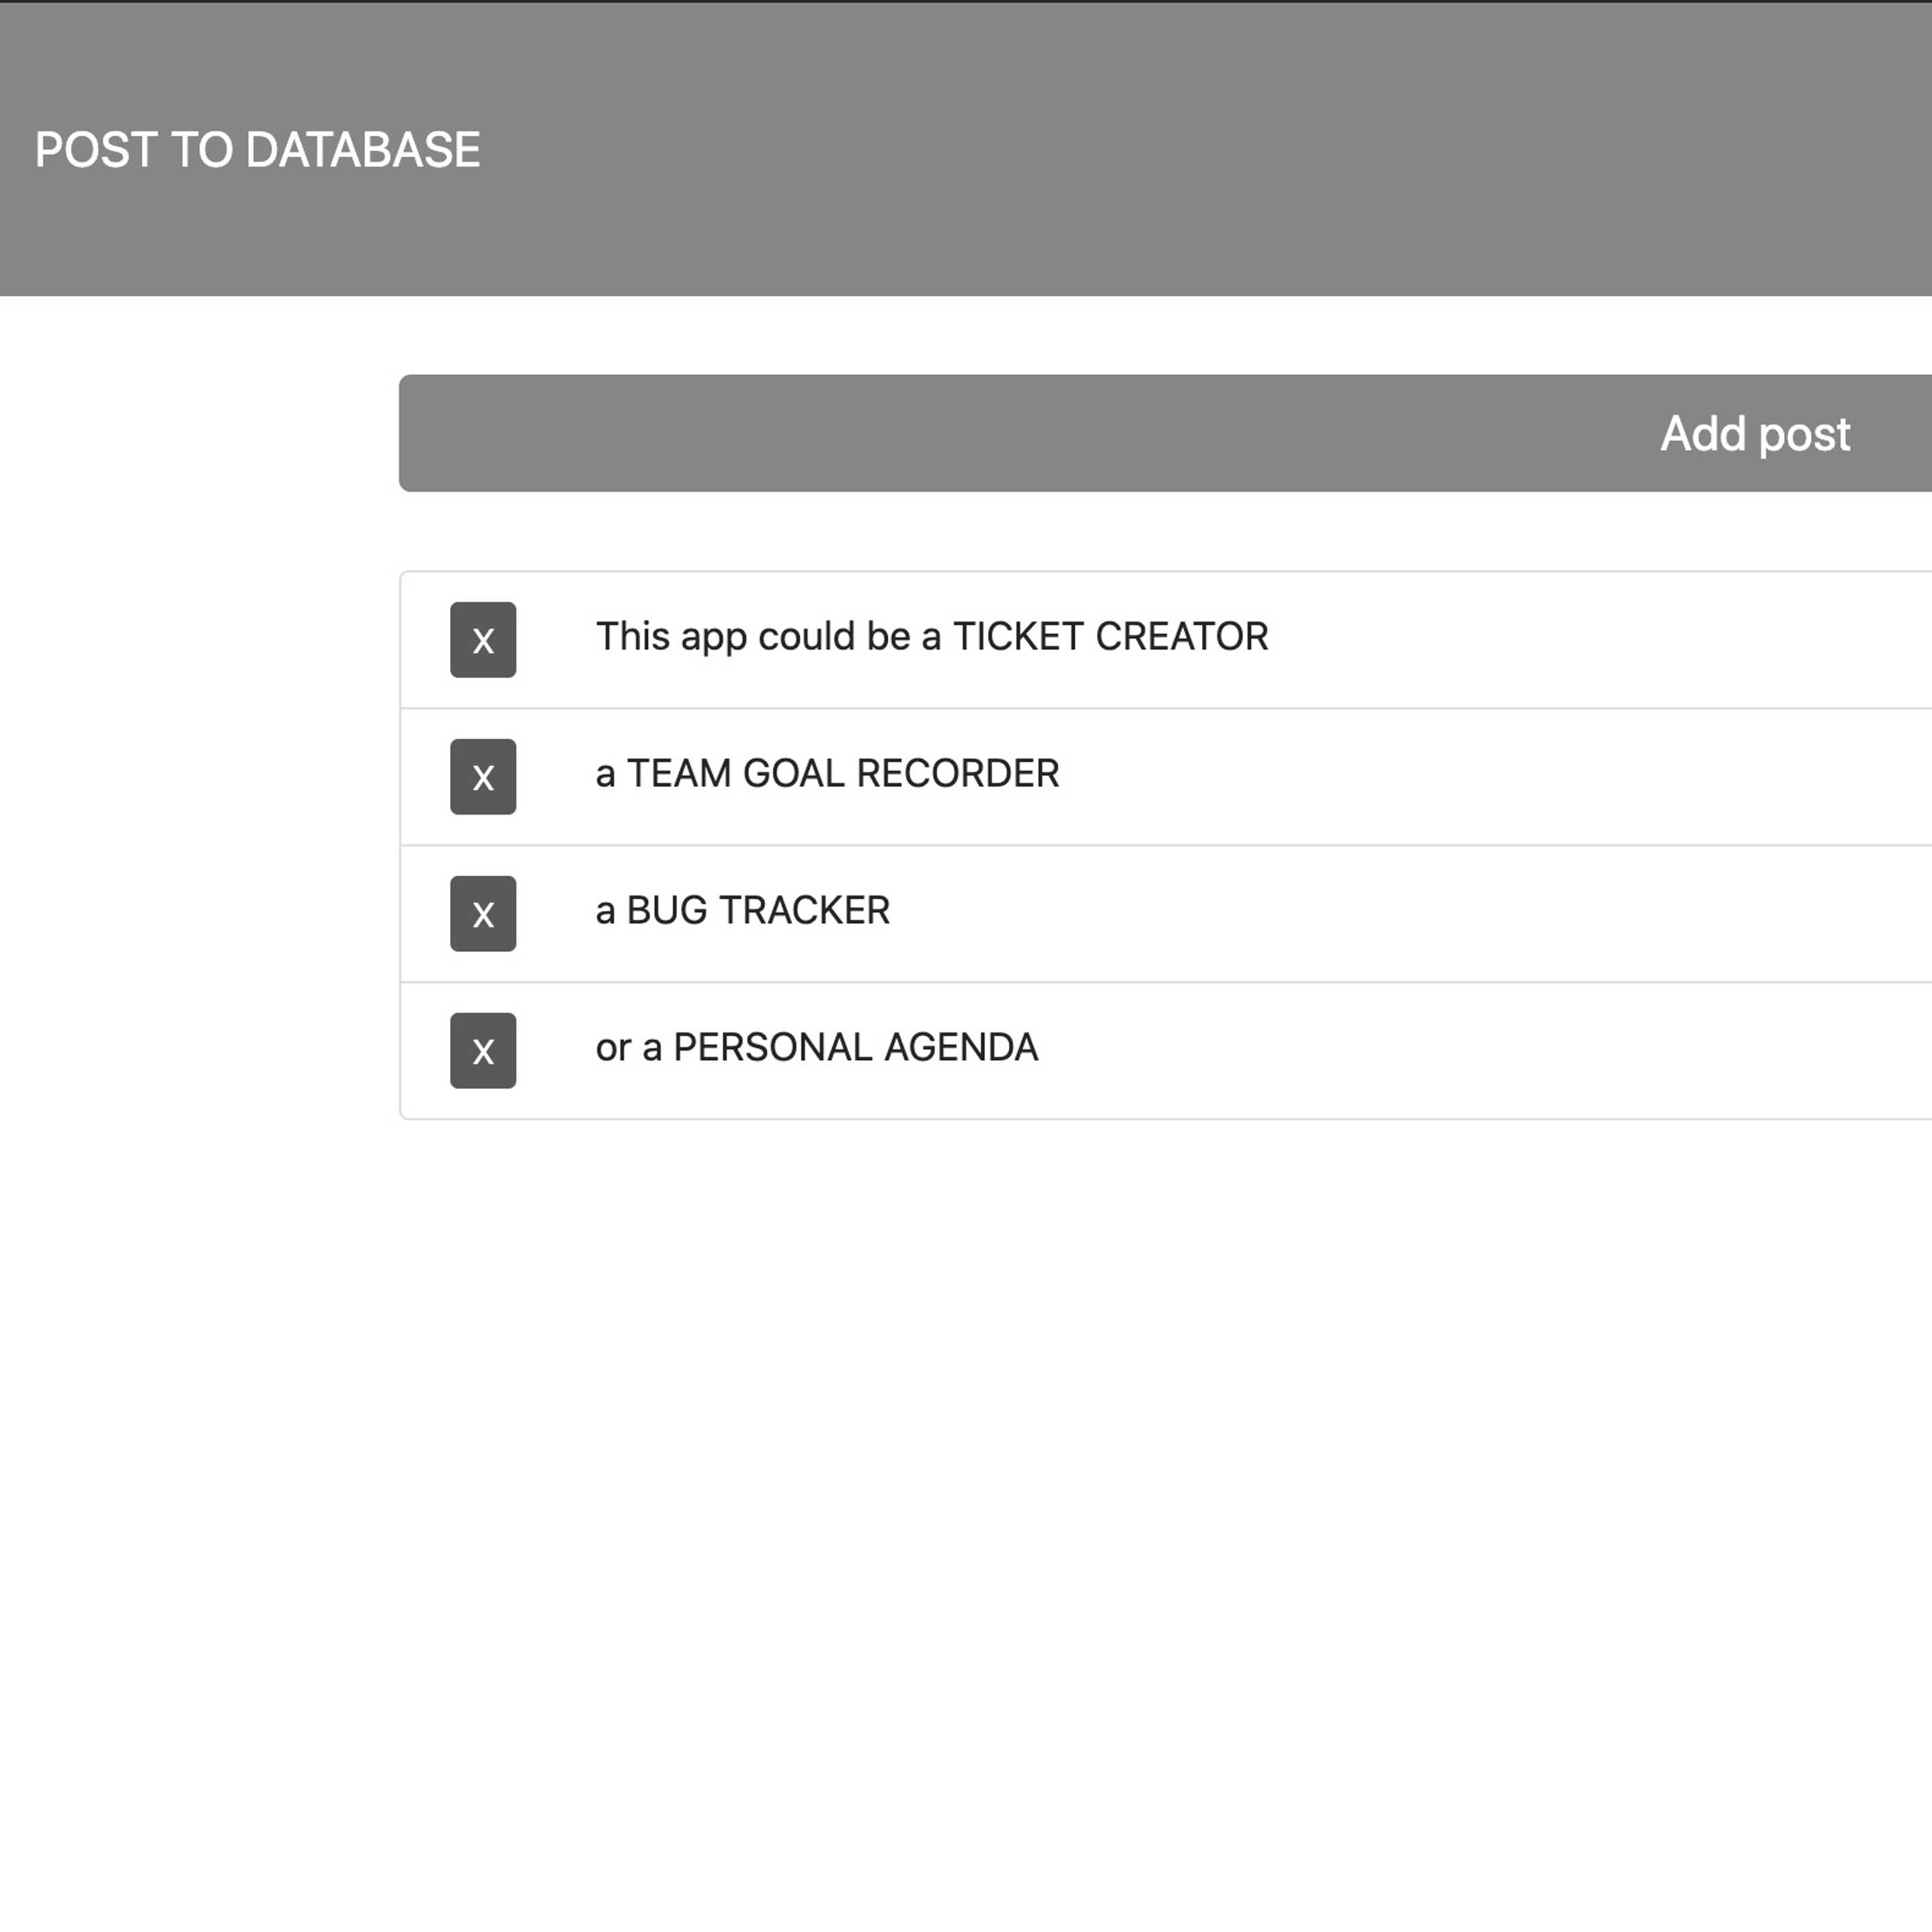 POST TO DATABASE
Add post
X This app could be a TICKET CREATOR
X a TEAM GOAL RECORDER
X a BUG TRACKER
X or a PERSONAL AGENDA